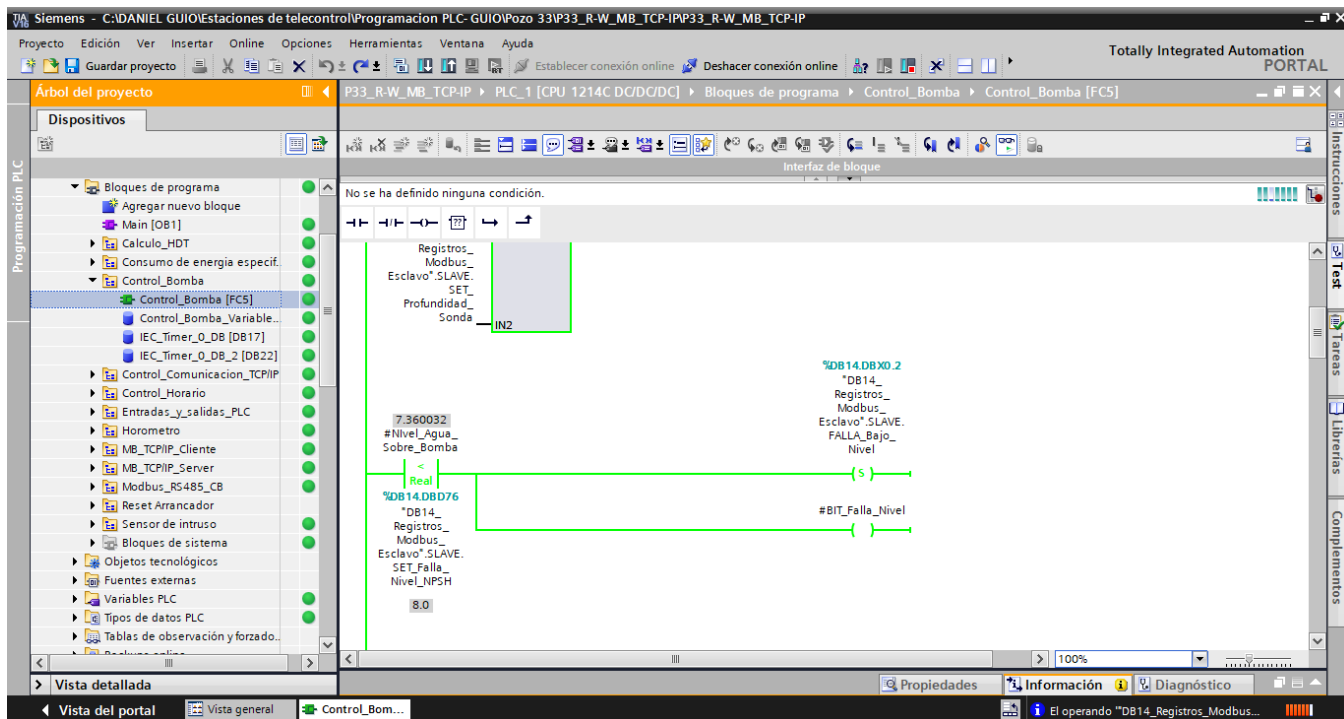 Siemens - C:\DANIEL GUIO\Estaciones de telecontrol\Programacion PLC- GUIO\Pozo 33\P33_R-W_MB_TCP-IP\P33_R-W_MB_TCP-IP
Proyecto Edición Ver Insertar Online Opciones Herramientas Ventana Ayuda
Totally Integrated Automation
PORTAL
Guardar proyecto
Establecer conexión online
Deshacer conexión online
Árbol del proyecto
P33_R-W_MB_TCP-IP PLC_1 [CPU 1214C DC/DC/DC] Bloques de programa Control_Bomba Control_Bomba [FC5]
Dispositivos
Programación PLC
Bloques de programa
Agregar nuevo bloque
Main [OB1]
Calculo_HDT
Consumo de energia especif..
Control_Bomba
Control_Bomba [FC5]
Control_Bomba_Variable...
IEC_Timer_0_DB [DB17]
IEC_Timer_0_DB_2 [DB22]
Control_Comunicacion_TCP/IP
Control_Horario
Entradas_y_salidas_PLC
Horometro
MB_TCP/IP_Cliente
MB_TCP/IP_Server
Modbus_RS485_CB
Reset Arrancador
Sensor de intruso
Bloques de sistema
Objetos tecnológicos
Fuentes externas
Variables PLC
Tipos de datos PLC
Tablas de observación y forzado..
Backups online
Vista detallada
Interfaz de bloque
No se ha definido ninguna condición.
??
Registros_
Modbus_
Esclavo".SLAVE.
SET_
Profundidad_
Sonda
IN2
7.360032
#NIvel_Agua_
Sobre_Bomba
<
Real
%DB14.DBD76
"DB14_
Registros_
Modbus_
Esclavo".SLAVE.
SET_Falla_
Nivel_NPSH
8.0
%DB14.DBX0.2
"DB14_
Registros_
Modbus_
Esclavo".SLAVE.
FALLA_Bajo_
Nivel
S
#BIT_Falla_Nivel
100%
Propiedades
Información
Diagnóstico
Instrucciones
Test
Tareas
Librerías
Complementos
Vista del portal
Vista general
Control_Bom...
El operando '"DB14_Registros_Modbus...